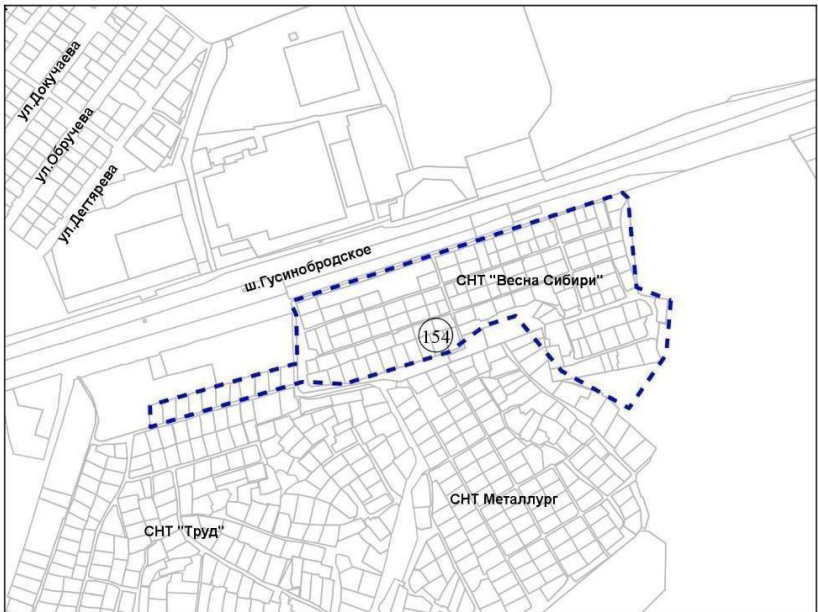 ул.Докучаева
ул.Обручева
ул.Дегтярева
ш.Гусинобродское
СНТ "Весна Сибири"
154
СНТ Металлург
СНТ "Труд"